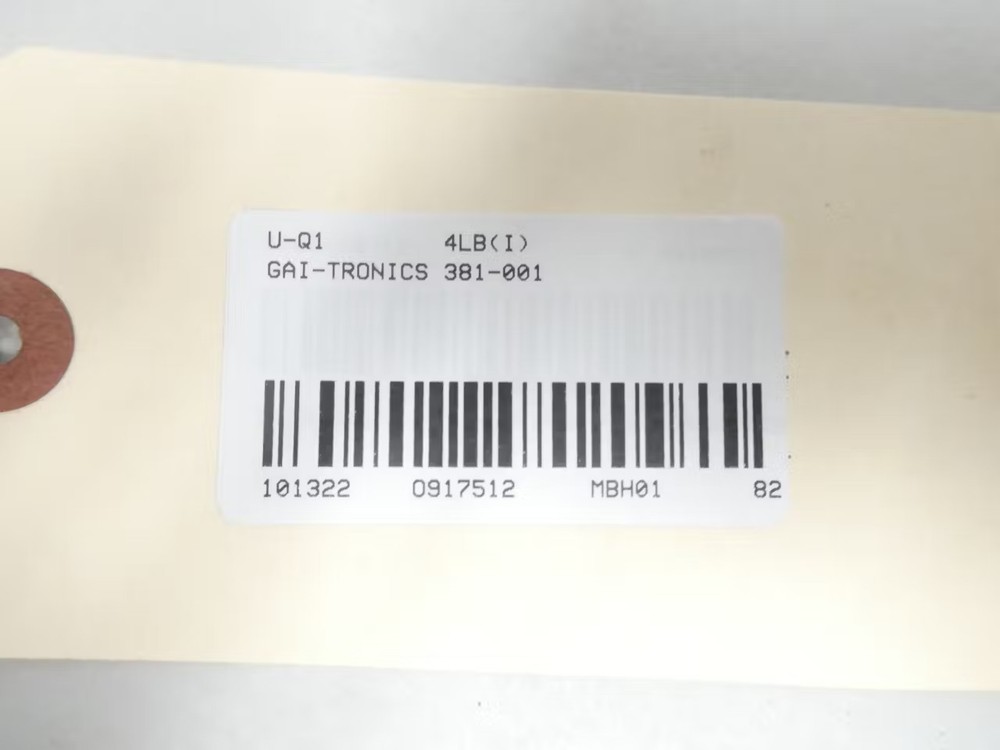 U-Q1 4LB(I)
GAI-TRONICS 381-001
101322 0917512 MBH01 82